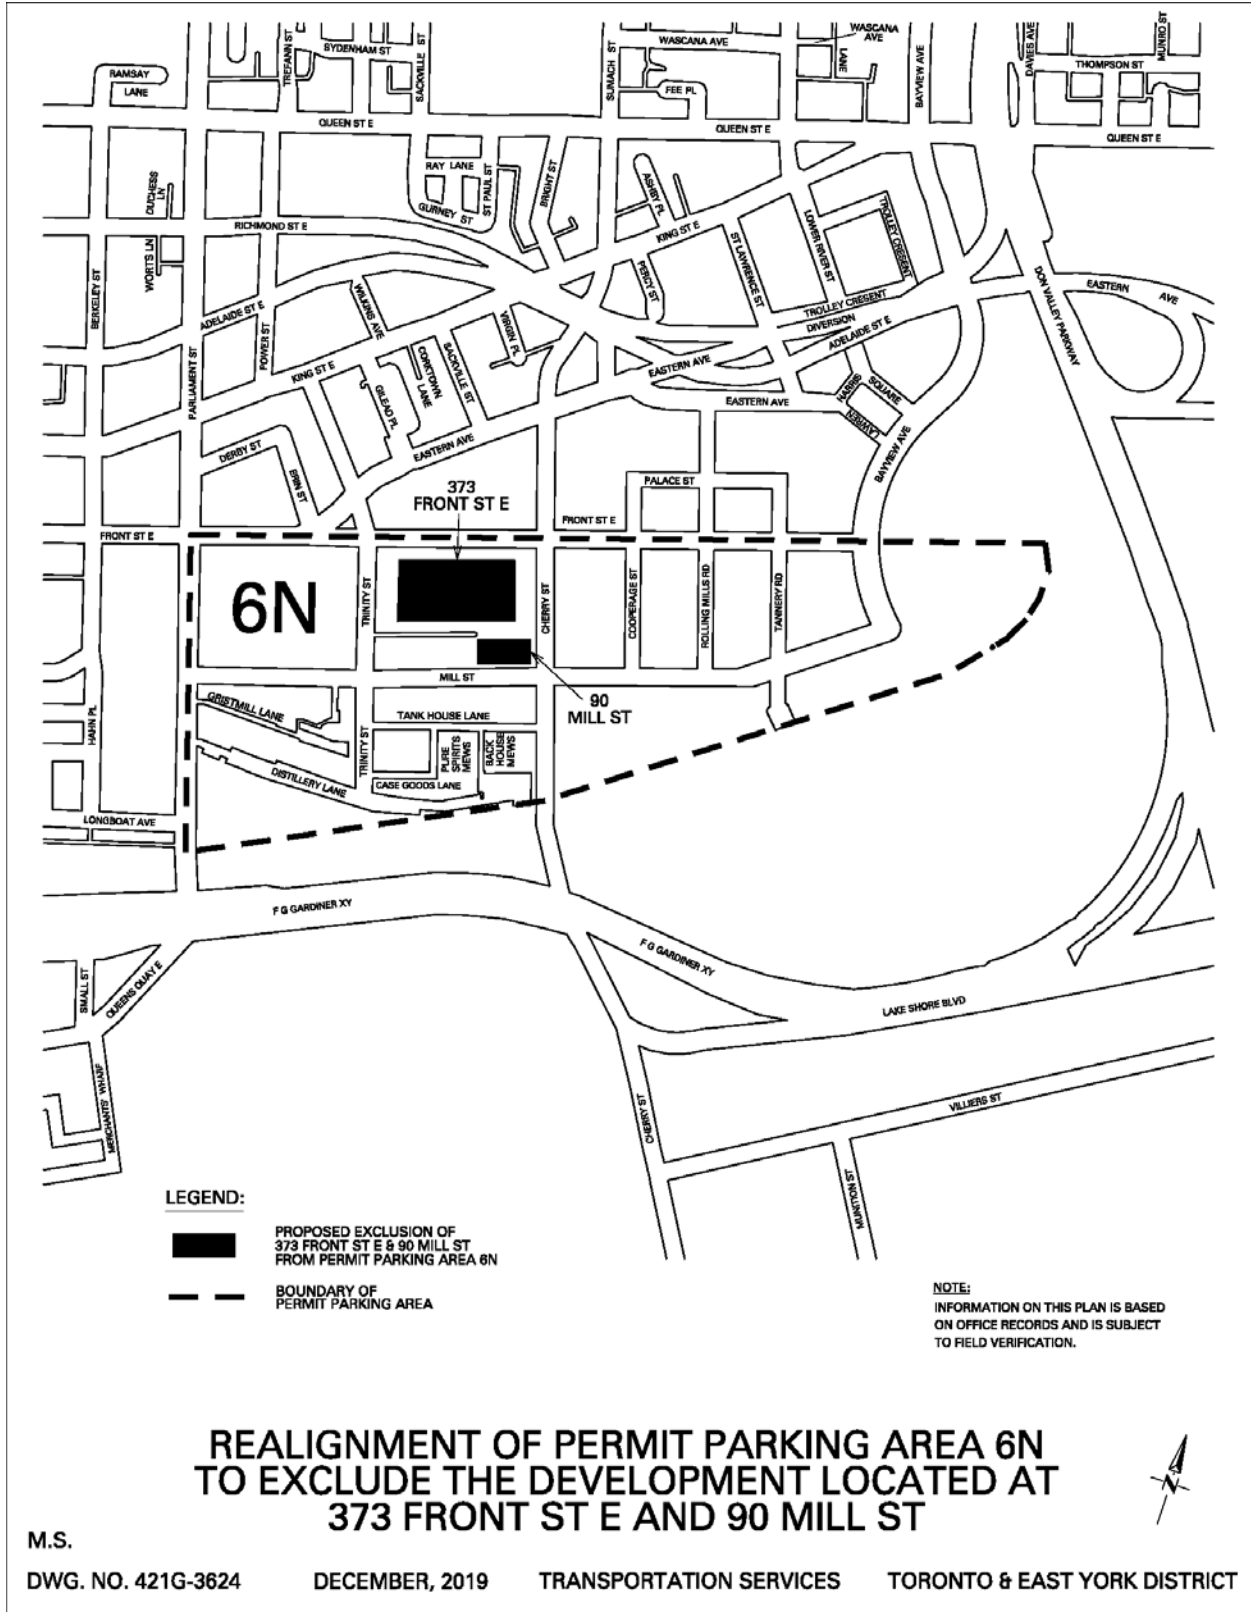 WASCANA
AVE
MUNRO ST
DAVIES AVE
TREFANN ST
SYDENHAM ST
SACKVILLE ST
SUMACH ST
WASCANA AVE
LANE
BAYVIEW AVE
THOMPSON ST
RAMSAY
LANE
FEE PL
QUEEN ST E
QUEEN ST E
QUEEN ST E
RAY LANE
ST PAUL ST
BRIGHT ST
ASHBY PL
DUCHESS
LN
GURNEY ST
TROLLEY CRESENT
RICHMOND ST E
KING ST E
LOWER RIVER ST
ST LAWRENCE ST
WORTS LN
BERKELEY ST
PERCY ST
DON VALLEY PARKWAY
EASTERN
AVE
ADELAIDE ST E
WILKINS AVE
TROLLEY CRESENT
DIVERSION
ADELAIDE ST E
POWER ST
VIRGIN PL
SACKVILLE ST
CORKTOWN
LANE
KING ST E
EASTERN AVE
PARLIAMENT ST
GILEAD PL
HARRIS
SQUARE
LAWREN
EASTERN AVE
EASTERN AVE
DERBY ST
ERIN ST
BAYVIEW AVE
PALACE ST
373
FRONT ST E
FRONT ST E
FRONT ST E
6N
TRINITY ST
CHERRY ST
COOPERAGE ST
ROLLING MILLS RD
TANNERY RD
MILL ST
90
MILL ST
HAHN PL
GRISTMILL LANE
TANK HOUSE LANE
TRINITY ST
PURE
SPIRITS
MEWS
BACK
HOUSE
MEWS
DISTILLERY LANE
CASE GOODS LANE
LONGBOAT AVE
F G GARDINER XY
F G GARDINER XY
SMALL ST
QUEENS QUAY E
LAKE SHORE BLVD
MERCHANTS' WHARF
CHERRY ST
VILLIERS ST
MUNITION ST
LEGEND:
PROPOSED EXCLUSION OF
373 FRONT ST E & 90 MILL ST
FROM PERMIT PARKING AREA 6N
BOUNDARY OF
PERMIT PARKING AREA
NOTE:
INFORMATION ON THIS PLAN IS BASED
ON OFFICE RECORDS AND IS SUBJECT
TO FIELD VERIFICATION.
REALIGNMENT OF PERMIT PARKING AREA 6N
TO EXCLUDE THE DEVELOPMENT LOCATED AT
373 FRONT ST E AND 90 MILL ST
N
M.S.
DWG. NO. 421G-3624 DECEMBER, 2019 TRANSPORTATION SERVICES TORONTO & EAST YORK DISTRICT